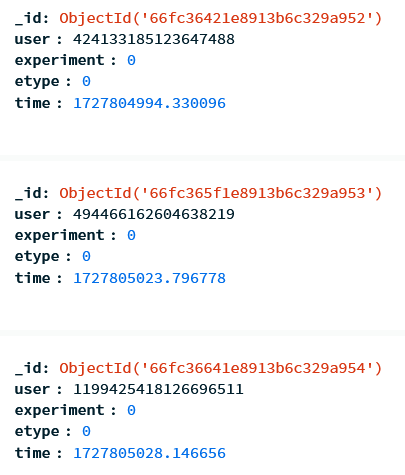 _id: ObjectId('66fc36421e8913b6c329a952')
user : 424133185123647488
experiment : 0
etype : 0
time : 1727804994.330096
_id: ObjectId('66fc365f1e8913b6c329a953')
user : 494466162604638219
experiment : 0
etype : 0
time : 1727805023.796778
_id: ObjectId('66fc36641e8913b6c329a954')
user : 1199425418126696511
experiment : 0
etype : 0
time : 1727805028.146656